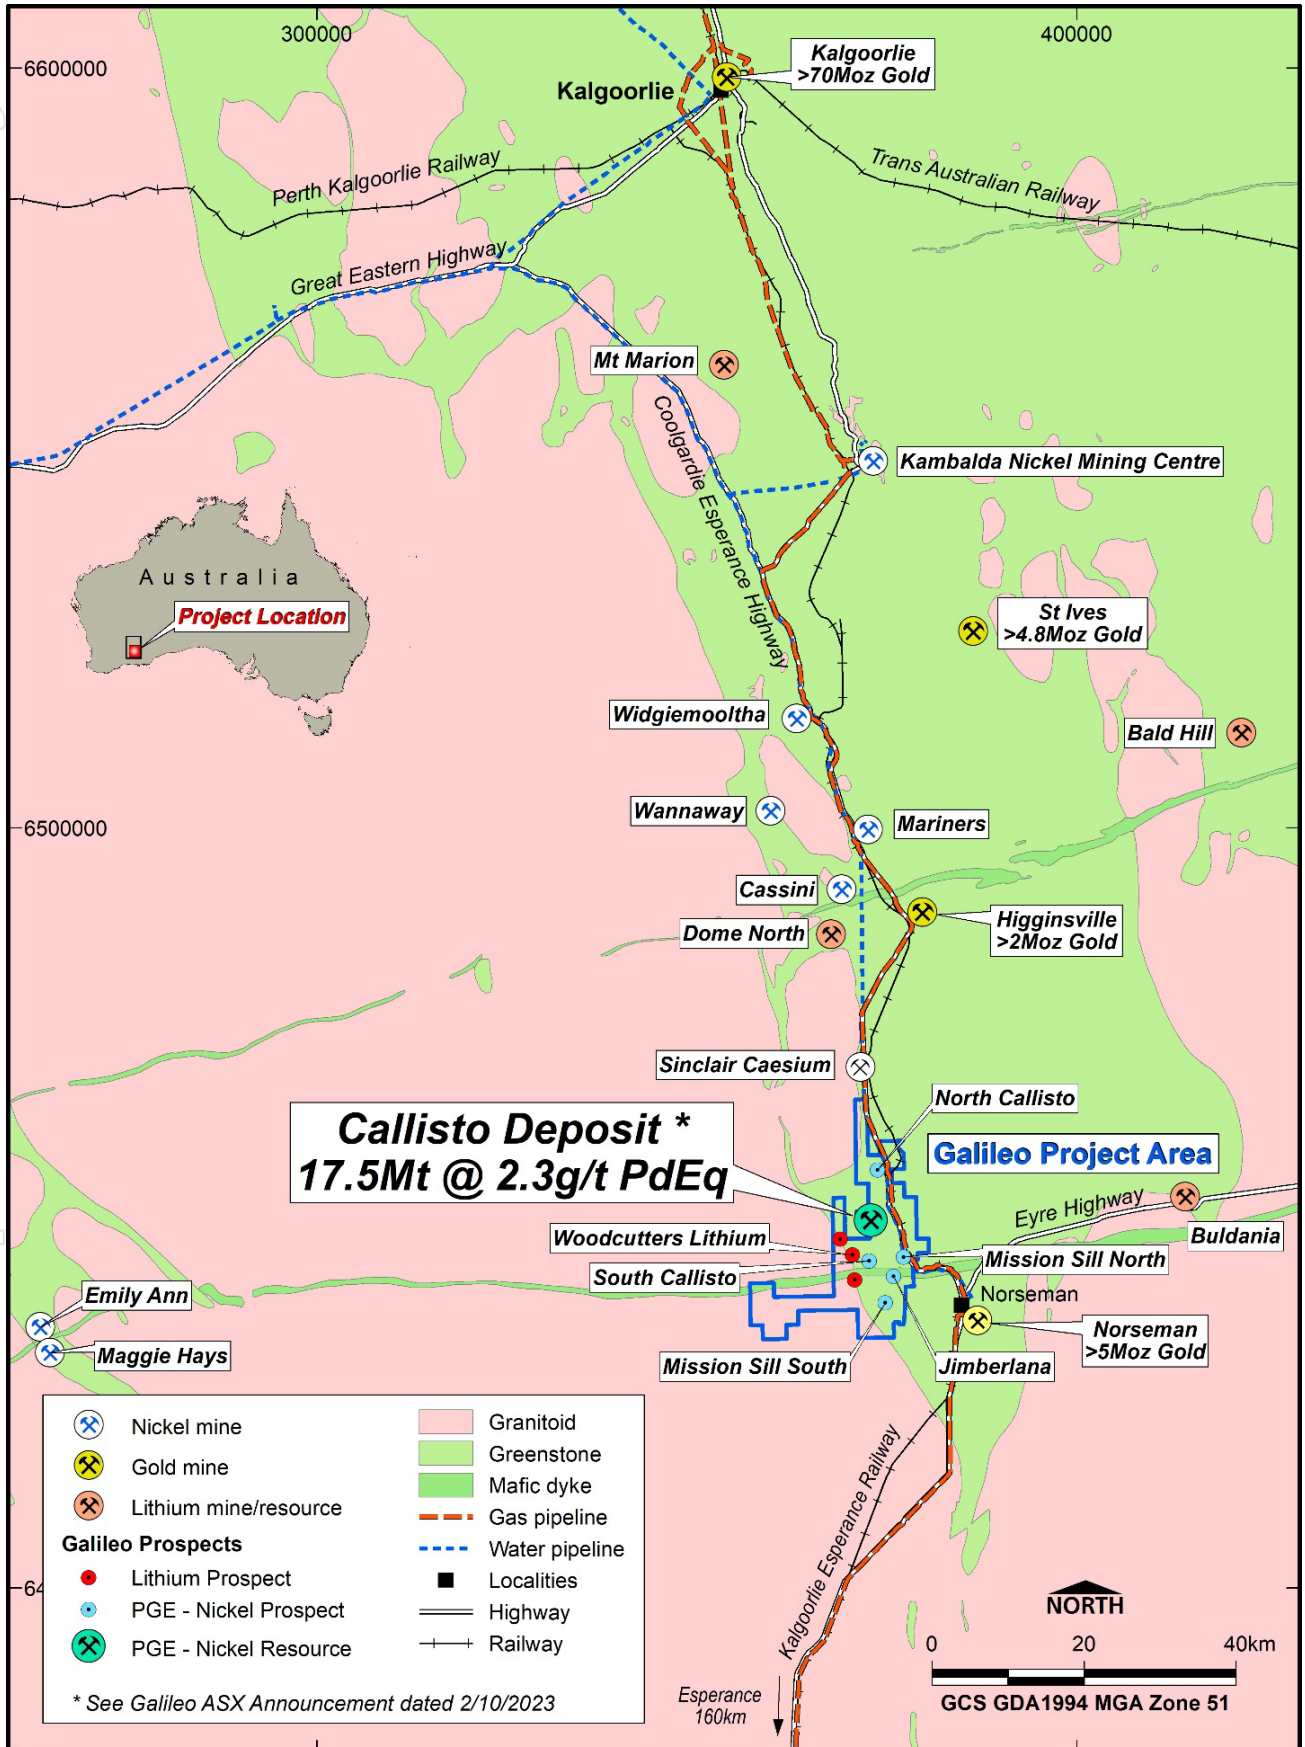 300000
400000
6600000
Kalgoorlie
>70Moz Gold
Kalgoorlie
Perth Kalgoorlie Railway
Trans Australian Railway
Great Eastern Highway
Mt Marion
Coolgardie Esperance Highway
Kambalda Nickel Mining Centre
Australia
Project Location
St Ives
>4.8Moz Gold
Widgiemooltha
Bald Hill
Wannaway
Mariners
6500000
Cassini
Higginsville
>2Moz Gold
Dome North
Sinclair Caesium
North Callisto
Callisto Deposit *
17.5Mt @ 2.3g/t PdEq
Galileo Project Area
Eyre Highway
Buldania
Woodcutters Lithium
South Callisto
Mission Sill North
Emily Ann
Norseman
Maggie Hays
Norseman
>5Moz Gold
Mission Sill South
Jimberlana
Nickel mine
Gold mine
Lithium mine/resource
Galileo Prospects
Lithium Prospect
PGE - Nickel Prospect
PGE - Nickel Resource
Granitoid
Greenstone
Mafic dyke
Gas pipeline
Water pipeline
Localities
Highway
Railway
* See Galileo ASX Announcement dated 2/10/2023
Kalgoorlie Esperance Railway
Esperance
160km
NORTH
0 20 40km
GCS GDA1994 MGA Zone 51